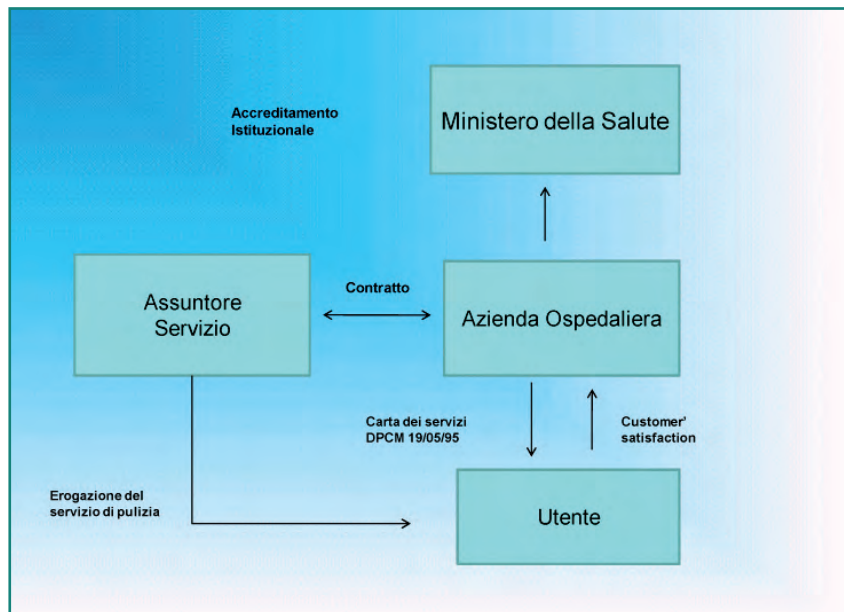 Accreditamento
Istituzionale
Ministero della Salute
Assuntore
Servizio
Contratto
Azienda Ospedaliera
Carta dei servizi
DPCM 19/05/95
Customer'
satisfaction
Erogazione del
servizio di pulizia
Utente